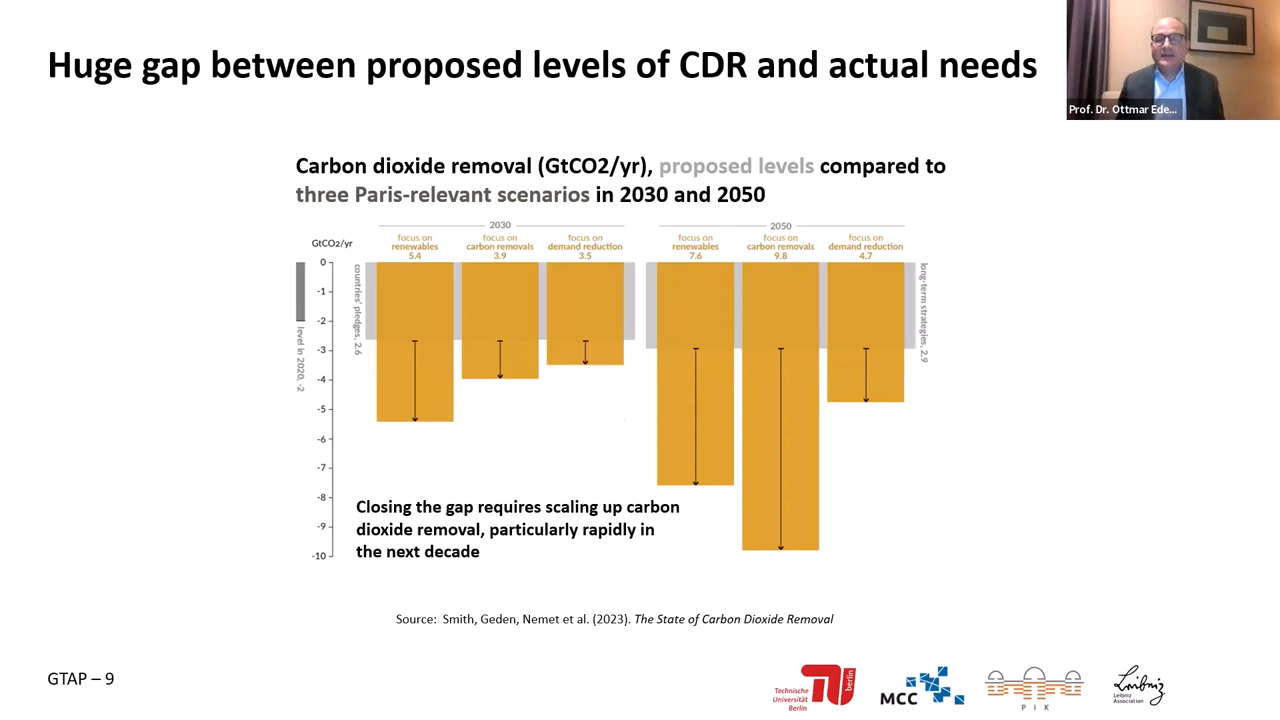 Huge gap between proposed levels of CDR and actual needs
Prof. Dr. Ottmar Ede...
Carbon dioxide removal (GtCO2/yr), proposed levels compared to
three Paris-relevant scenarios in 2030 and 2050
2030
2050
GtCO2/yr
focus on
renewables
5.4
focus on
carbon removals
3.9
focus on
demand reduction
3.5
focus on
renewables
7.6
focus on
carbon removals
9.8
focus on
demand reduction
4.7
0
-1
-2
-3
-4
-5
-6
-7
-8
-9
-10
level in 2020, -2
countries' pledges, 2.6
long-term strategies, 2.9
Closing the gap requires scaling up carbon
dioxide removal, particularly rapidly in
the next decade
Source: Smith, Geden, Nemet et al. (2023). The State of Carbon Dioxide Removal
GTAP – 9
Technische
Universität
Berlin
berlin
MCC
P I K
Leibniz
Leibniz
Association